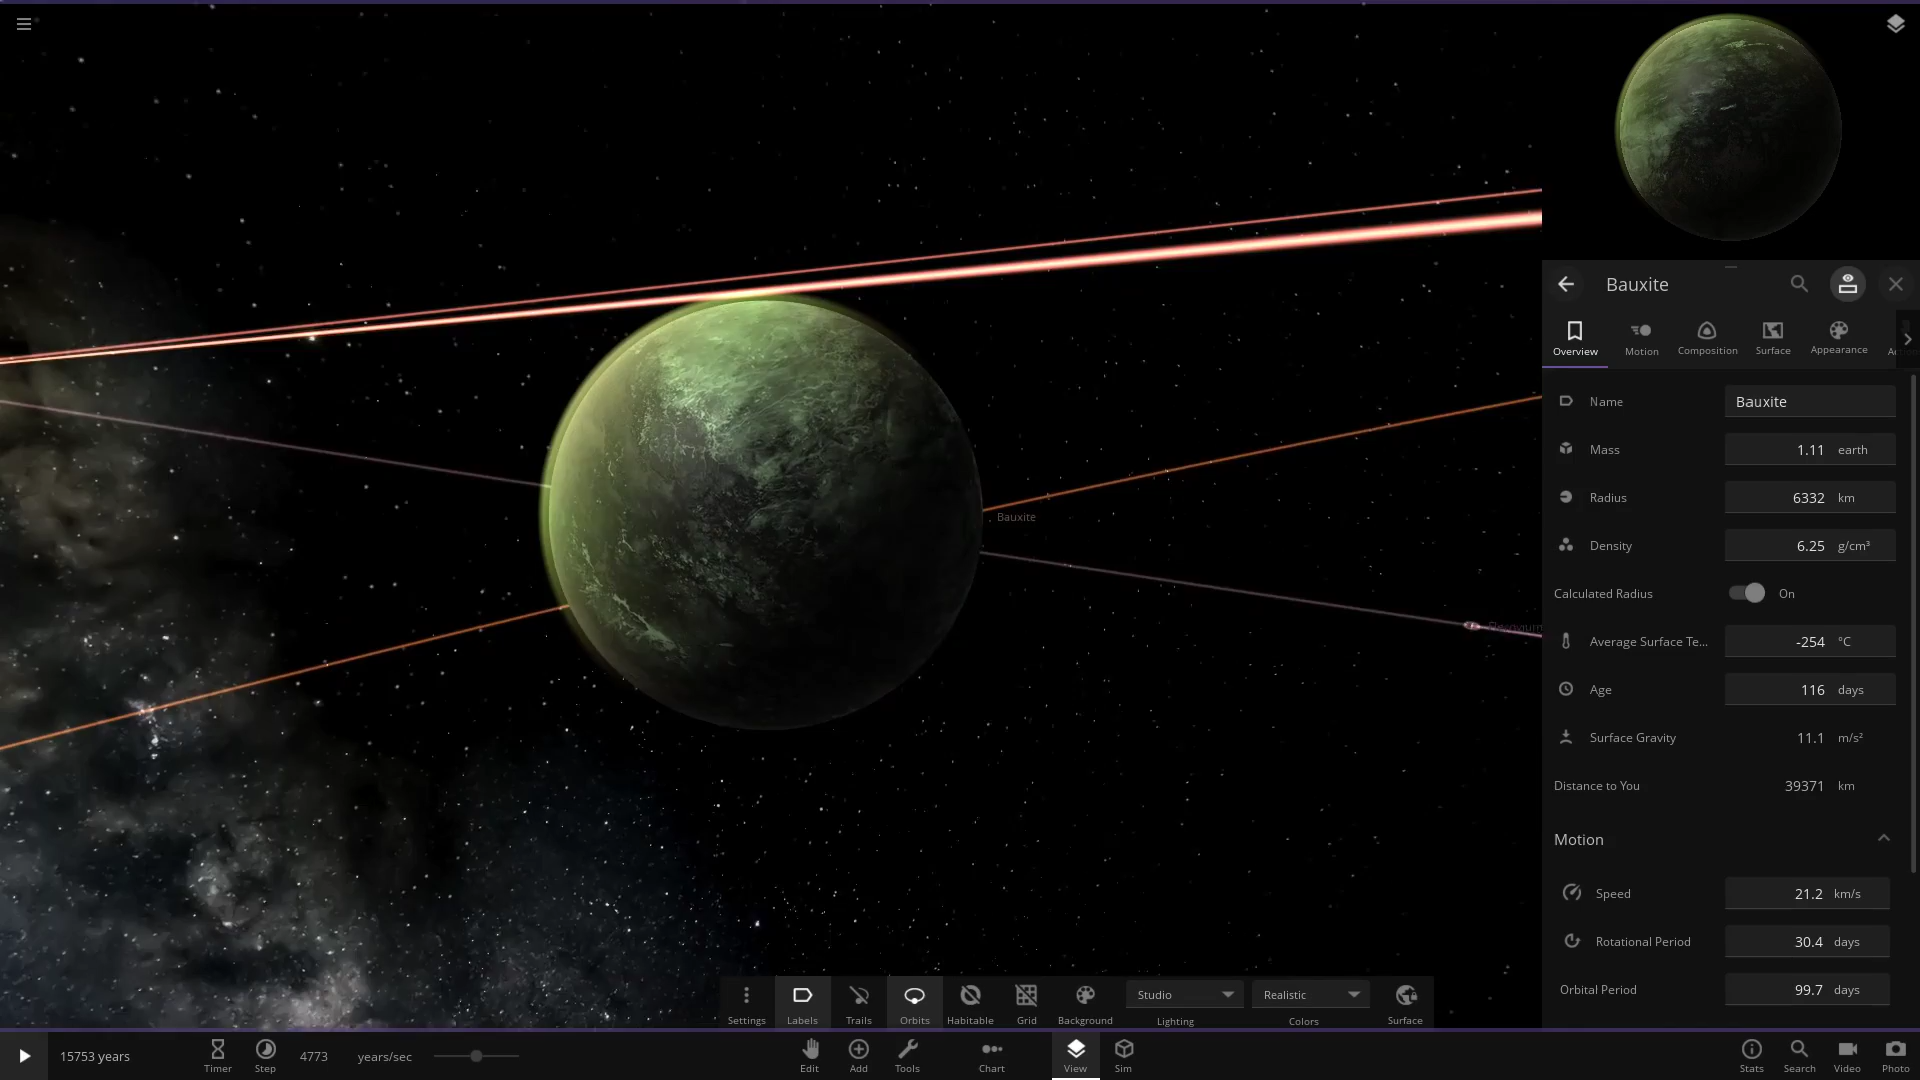 Bauxite
Overview
Motion
Composition
Surface
Appearance
Name Bauxite
Mass 1.11 earth
Radius 6332 km
Density 6.25 g/cm³
Calculated Radius On
Average Surface Te... -254 °C
Age 116 days
Surface Gravity 11.1 m/s²
Distance to You 39371 km
Motion
Speed 21.2 km/s
Rotational Period 30.4 days
Orbital Period 99.7 days
Bauxite
Settings
Labels
Trails
Orbits
Habitable
Grid
Background
Studio
Lighting
Realistic
Colors
Surface
15753 years
Timer
Step
4773 years/sec
Edit
Add
Tools
Chart
View
Sim
Stats
Search
Video
Photo